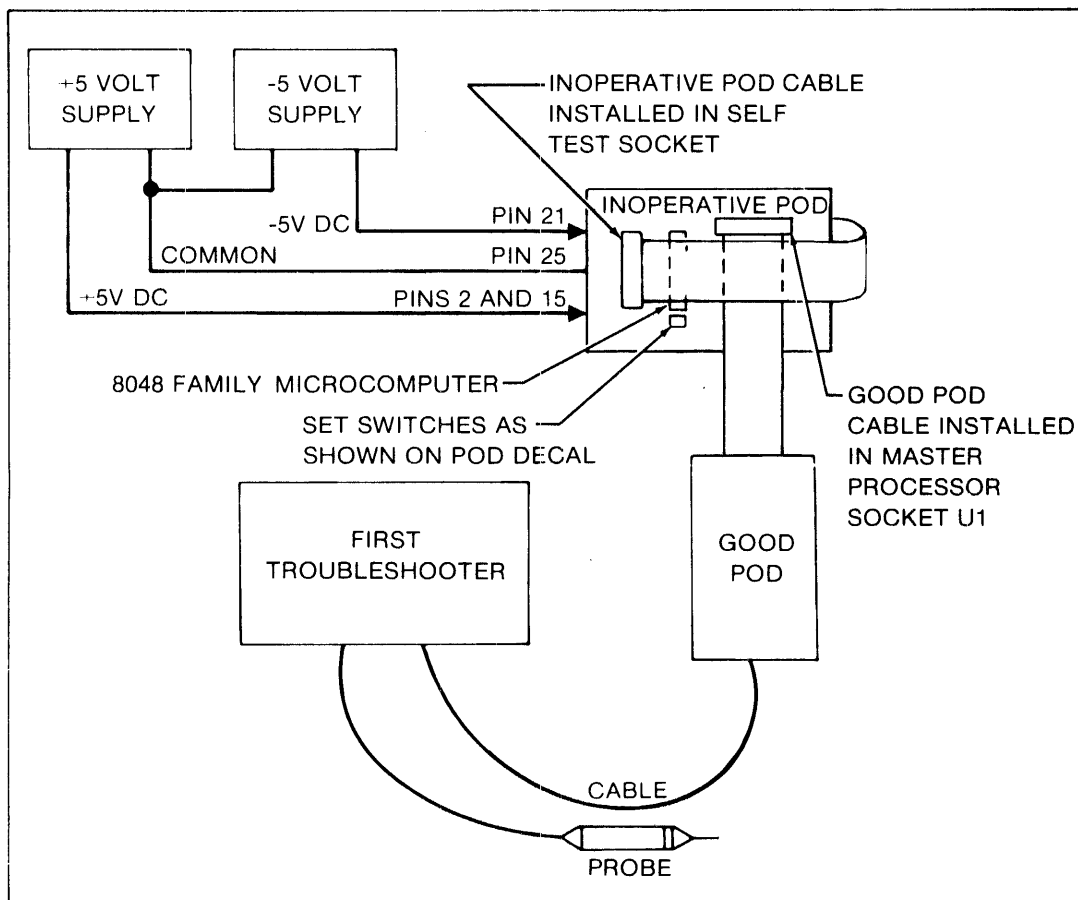 +5 VOLT
SUPPLY
-5 VOLT
SUPPLY
INOPERATIVE POD CABLE
INSTALLED IN SELF
TEST SOCKET
INOPERATIVE POD
-5V DC
PIN 21
COMMON
PIN 25
+5V DC
PINS 2 AND 15
8048 FAMILY MICROCOMPUTER
SET SWITCHES AS
SHOWN ON POD DECAL
GOOD POD
CABLE INSTALLED
IN MASTER
PROCESSOR
SOCKET U1
FIRST
TROUBLESHOOTER
GOOD
POD
CABLE
PROBE